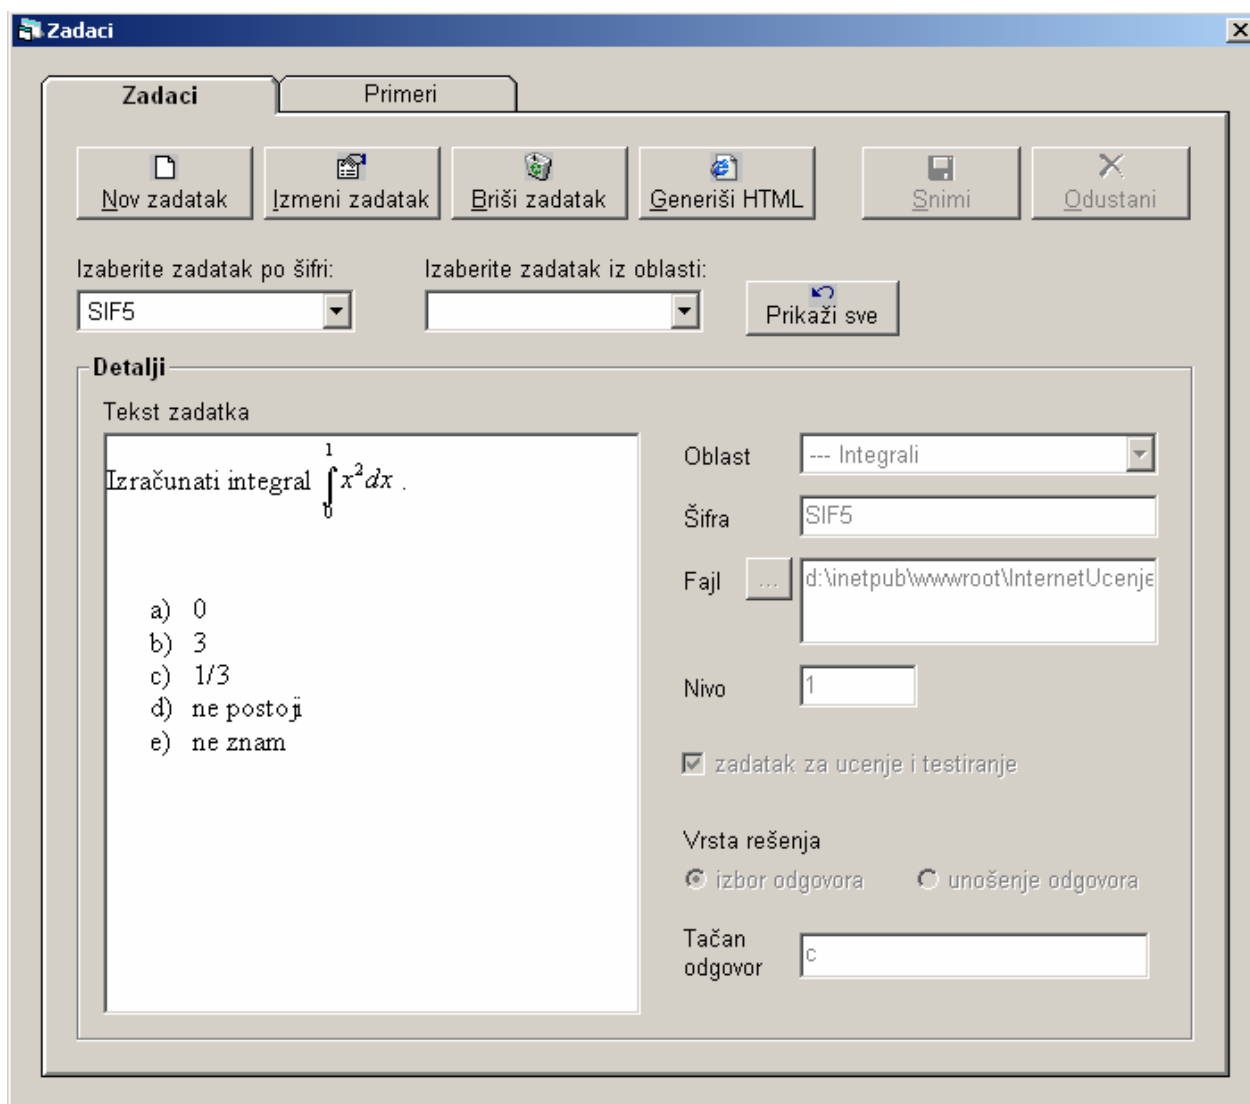 Zadaci
Zadaci Primeri
Nov zadatak Izmeni zadatak Briši zadatak Generiši HTML Snimi Odustani
Izaberite zadatak po šifri: Izaberite zadatak iz oblasti:
SIF5
Prikaži sve
Detalji
Tekst zadatka
Izračunati integral ∫₀¹ x² dx .
a) 0
b) 3
c) 1/3
d) ne postoji
e) ne znam
Oblast --- Integrali
Šifra SIF5
Fajl ... d:\inetpub\wwwroot\InternetUcenje
Nivo 1
zadatak za ucenje i testiranje
Vrsta rešenja
izbor odgovora unošenje odgovora
Tačan
odgovor c